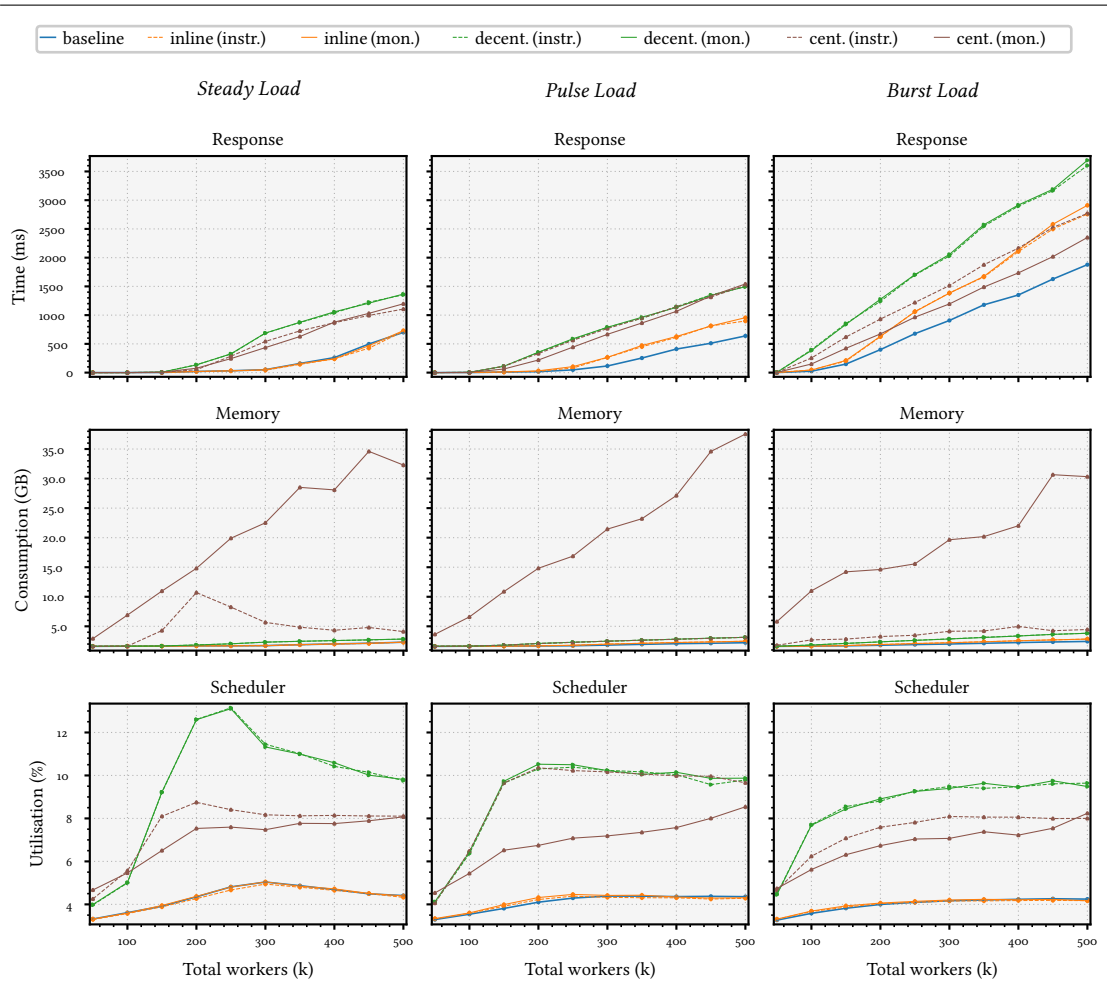 baseline inline (instr.) inline (mon.) decent. (instr.) decent. (mon.) cent. (instr.) cent. (mon.)
Steady Load Pulse Load Burst Load
Response Response Response
Time (ms)
3500
3000
2500
2000
1500
1000
500
0
Memory Memory Memory
Consumption (GB)
35.0
30.0
25.0
20.0
15.0
10.0
5.0
Scheduler Scheduler Scheduler
Utilisation (%)
12
10
8
6
4
100 200 300 400 500 100 200 300 400 500 100 200 300 400 500
Total workers (k) Total workers (k) Total workers (k)